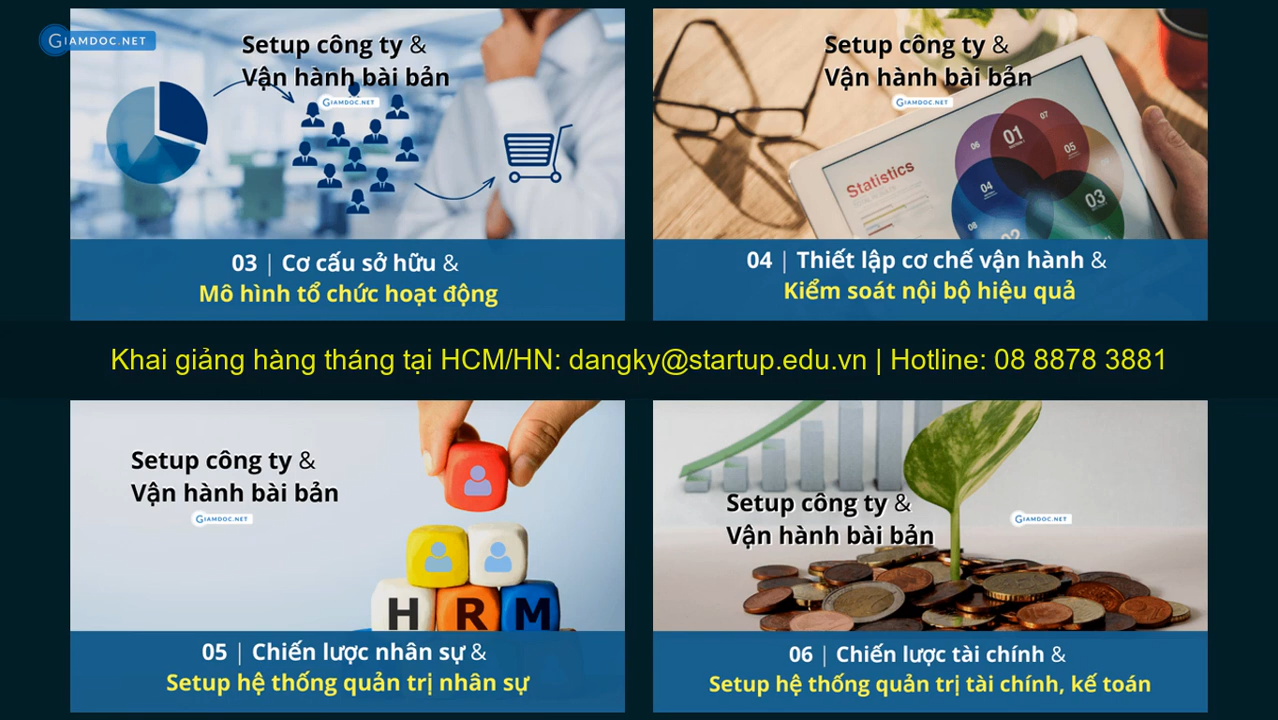 GIAMDOC.NET
Setup công ty &
Vận hành bài bản
GIAMDOC.NET
03 | Cơ cấu sở hữu &
Mô hình tổ chức hoạt động
Setup công ty &
Vận hành bài bản
GIAMDOC.NET
Statistics
01
07
06
05
04
03
08
02
04 | Thiết lập cơ chế vận hành &
Kiểm soát nội bộ hiệu quả
Khai giảng hàng tháng tại HCM/HN: dangky@startup.edu.vn | Hotline: 08 8878 3881
Setup công ty &
Vận hành bài bản
GIAMDOC.NET
HRM
05 | Chiến lược nhân sự &
Setup hệ thống quản trị nhân sự
Setup công ty &
Vận hành bài bản
GIAMDOC.NET
06 | Chiến lược tài chính &
Setup hệ thống quản trị tài chính, kế toán